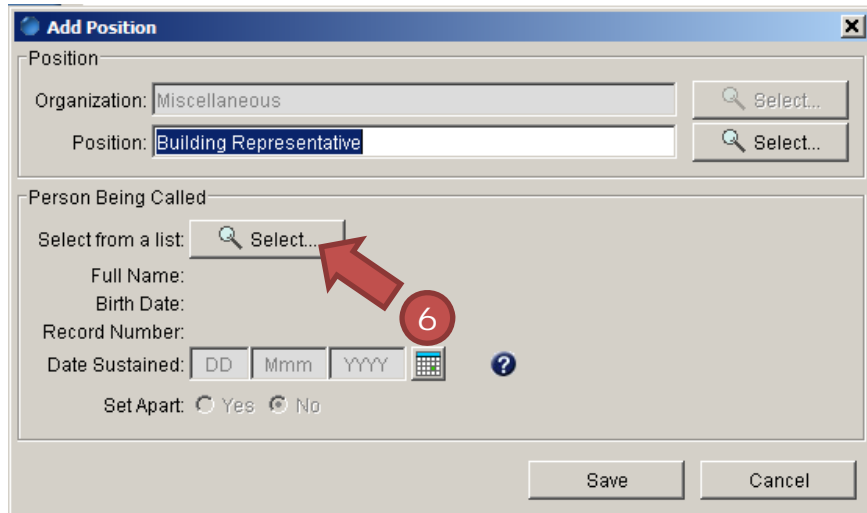 Add Position
Position
Organization: Miscellaneous Select...
Position: Building Representative Select...
Person Being Called
Select from a list: Select...
Full Name:
Birth Date:
6
Record Number:
Date Sustained: DD Mmm YYYY ?
Set Apart: Yes No
Save Cancel